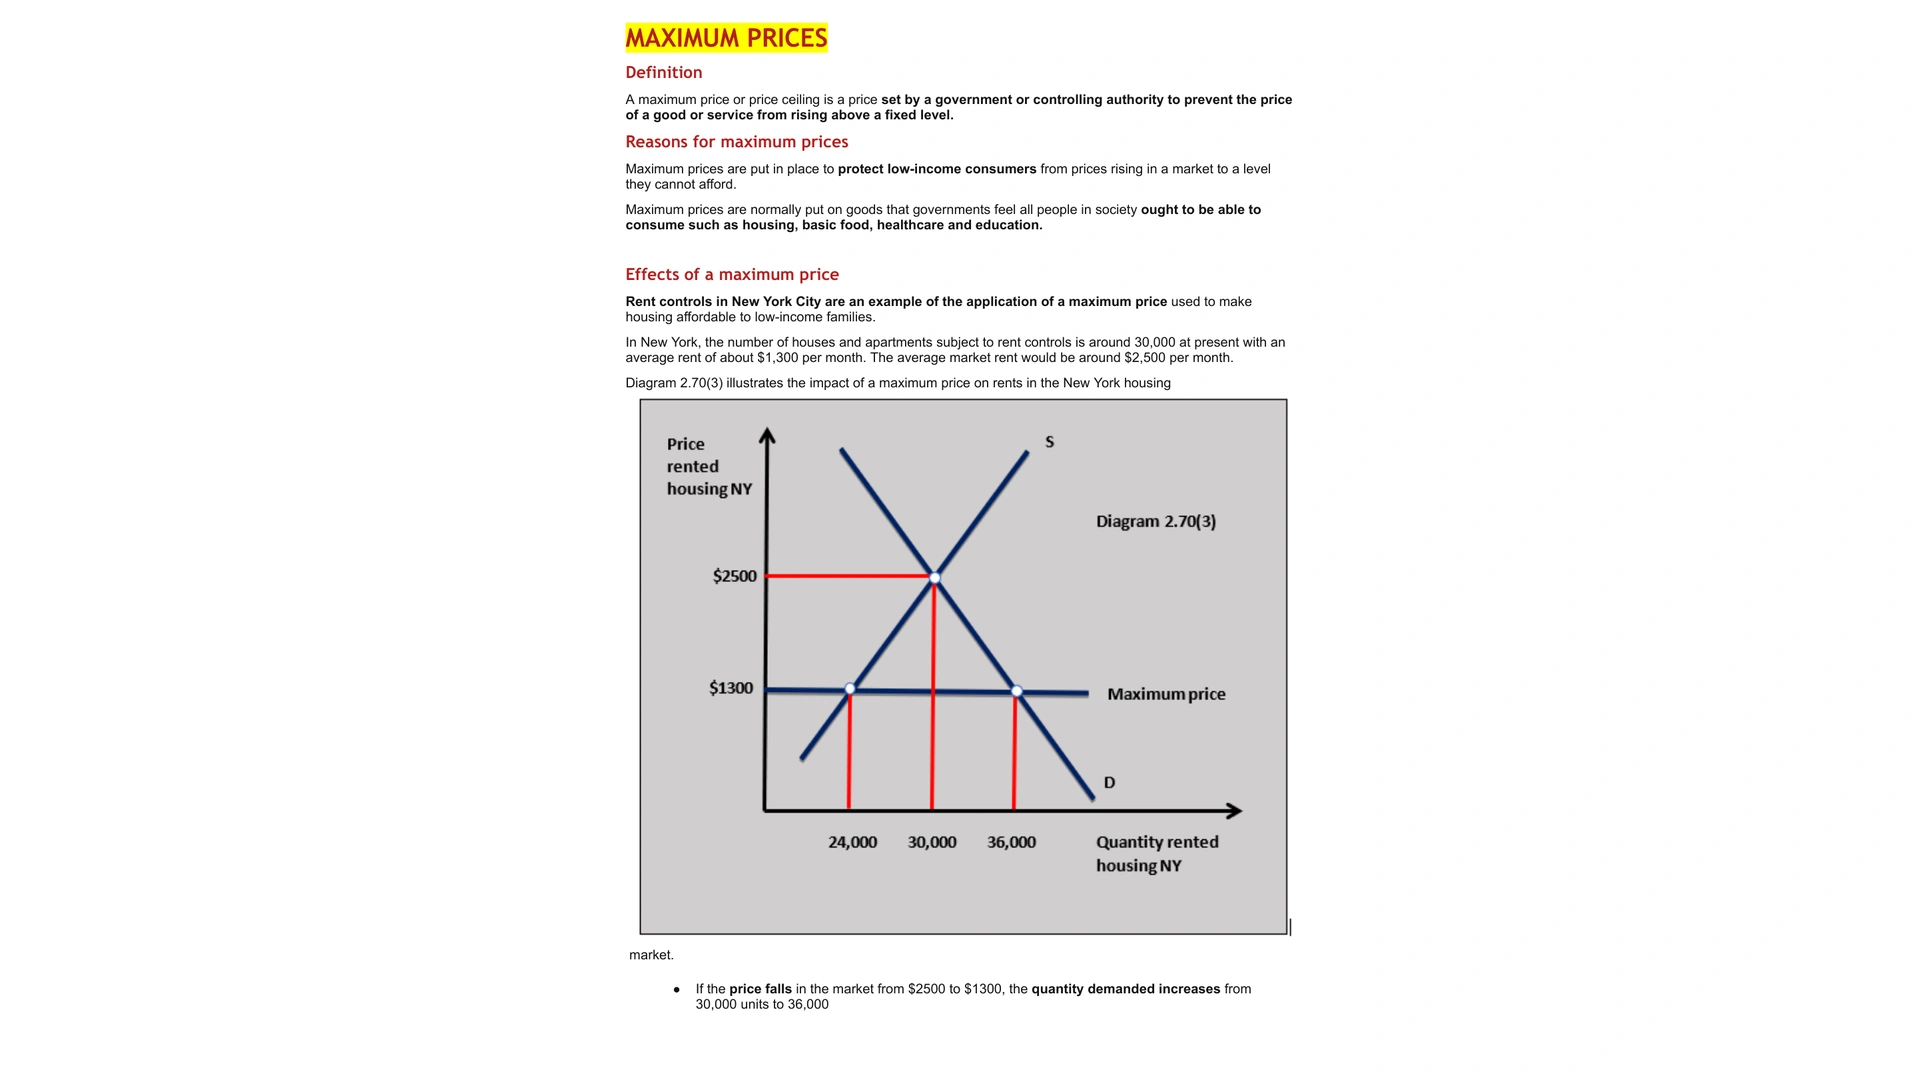 MAXIMUM PRICES
Definition
A maximum price or price ceiling is a price set by a government or controlling authority to prevent the price
of a good or service from rising above a fixed level.
Reasons for maximum prices
Maximum prices are put in place to protect low-income consumers from prices rising in a market to a level
they cannot afford.
Maximum prices are normally put on goods that governments feel all people in society ought to be able to
consume such as housing, basic food, healthcare and education.
Effects of a maximum price
Rent controls in New York City are an example of the application of a maximum price used to make
housing affordable to low-income families.
In New York, the number of houses and apartments subject to rent controls is around 30,000 at present with an
average rent of about $1,300 per month. The average market rent would be around $2,500 per month.
Diagram 2.70(3) illustrates the impact of a maximum price on rents in the New York housing
Price
rented
housing NY
S
Diagram 2.70(3)
$2500
$1300
Maximum price
D
24,000
30,000
36,000
Quantity rented
housing NY
market.
● If the price falls in the market from $2500 to $1300, the quantity demanded increases from
30,000 units to 36,000